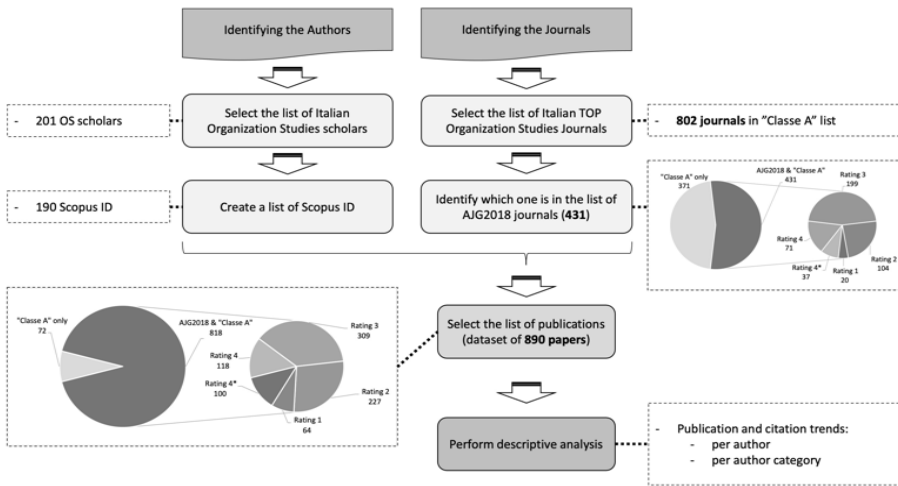 Identifying the Authors
Identifying the Journals
- 201 OS scholars
Select the list of Italian
Organization Studies scholars
Select the list of Italian TOP
Organization Studies Journals
- 802 journals in "Classe A" list
- 190 Scopus ID
Create a list of Scopus ID
Identify which one is in the list of
AJG2018 journals (431)
"Classe A" only
371
AJG2018 & "Classe A"
431
Rating 3
199
Rating 4
71
Rating 4*
37
Rating 1
20
Rating 2
104
"Classe A" only
72
AJG2018 & "Classe A"
818
Rating 3
309
Rating 4
118
Rating 4*
100
Rating 1
64
Rating 2
227
Select the list of publications
(dataset of 890 papers)
Perform descriptive analysis
- Publication and citation trends:
- per author
- per author category